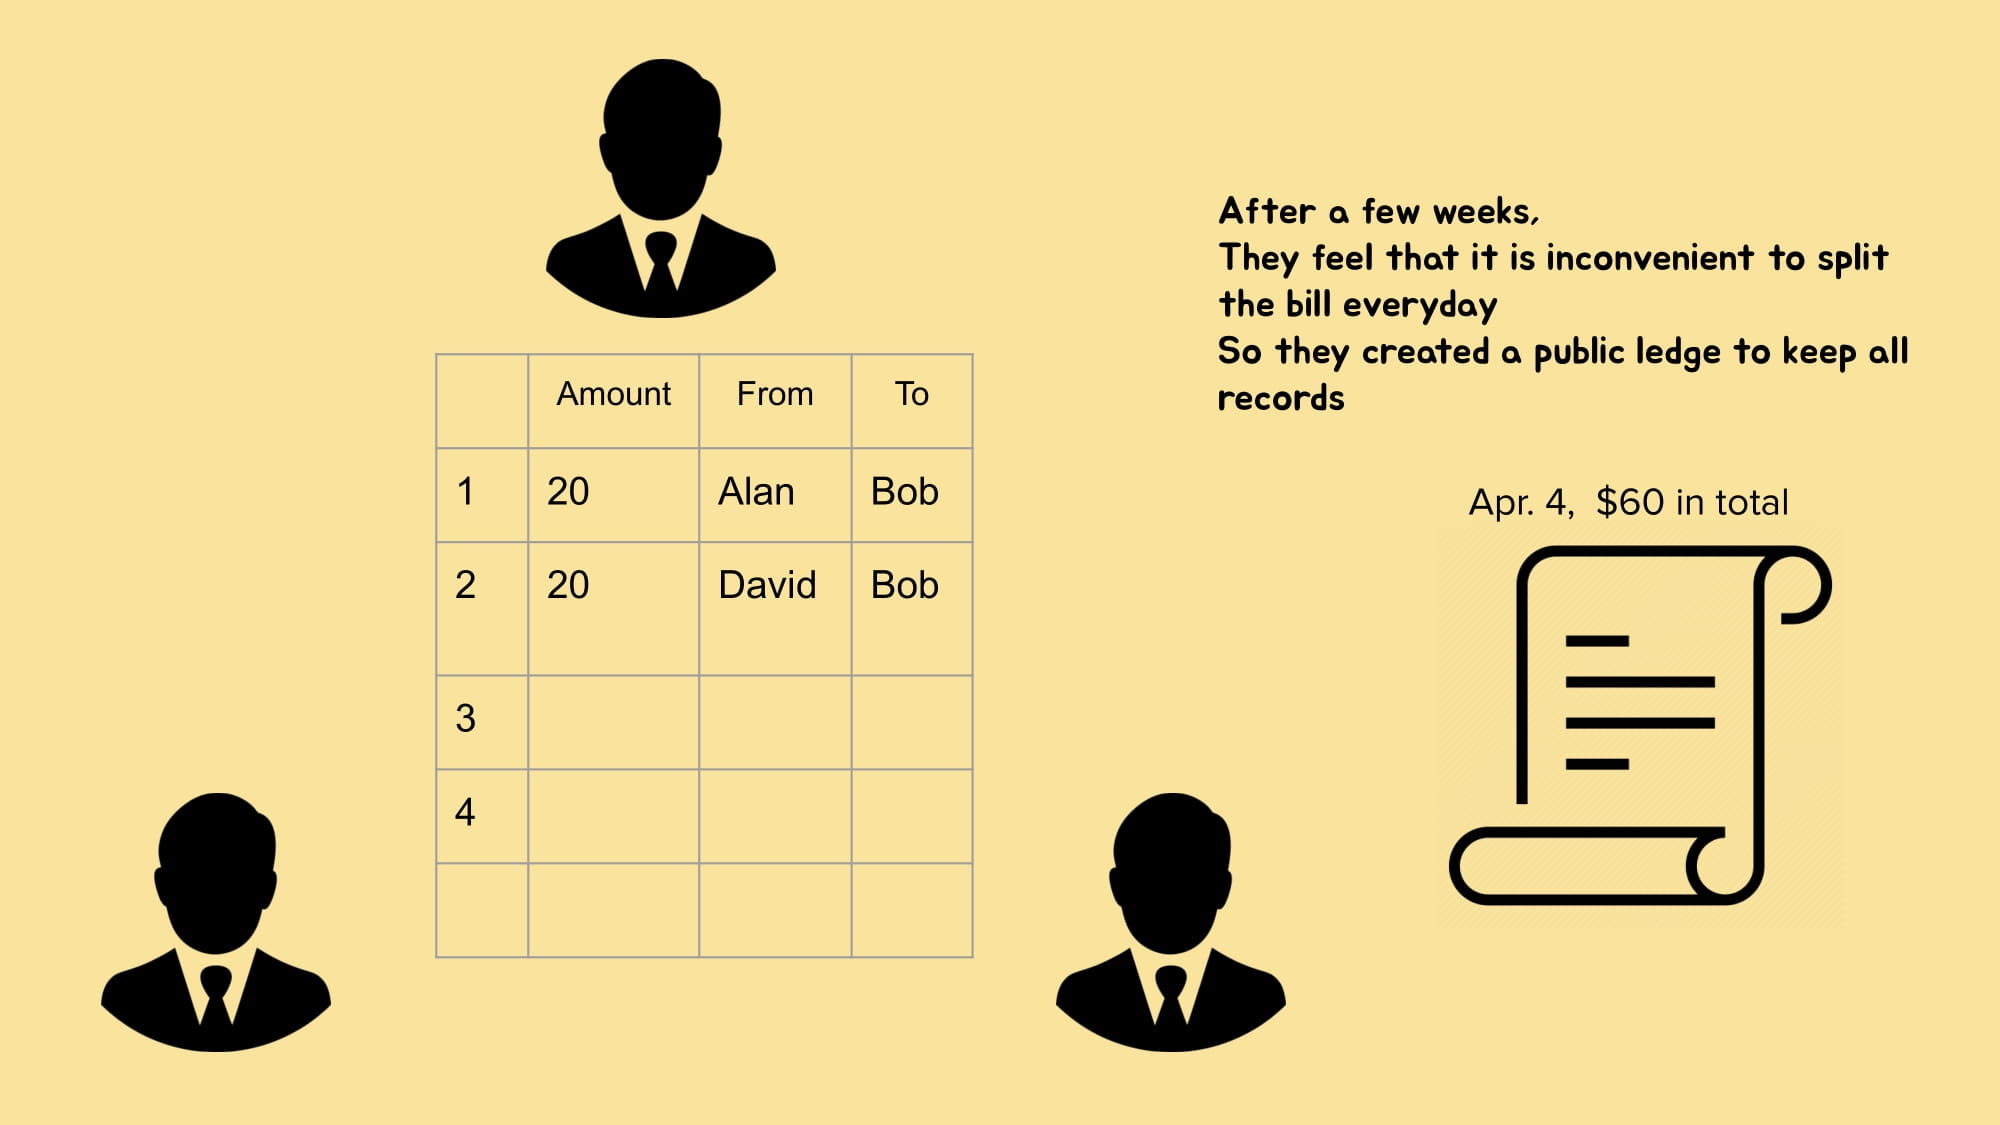 After a few weeks,
They feel that it is inconvenient to split
the bill everyday
So they created a public ledge to keep all
records
Amount From To
1 20 Alan Bob
2 20 David Bob
3
4
Apr. 4, $60 in total